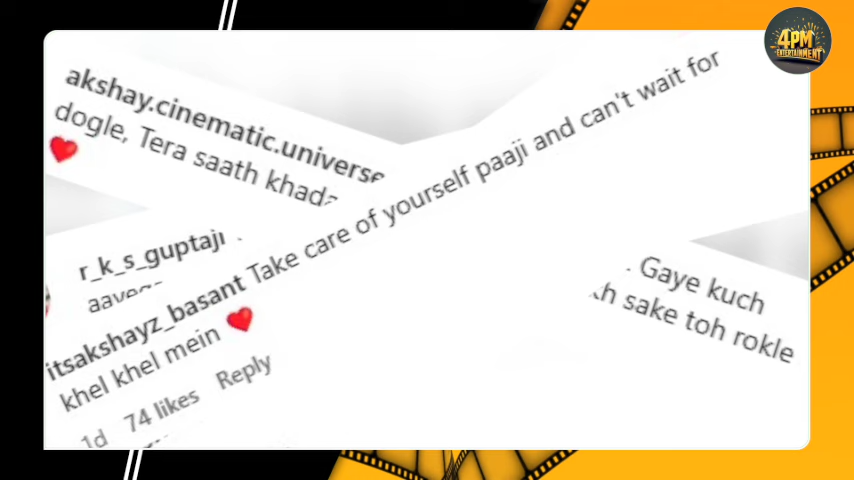 4PM
ENTERTAINMENT
akshay.cinematic.universe
dogle, Tera saath khada
r_k_s_guptaji
itsakshayz_basant Take care of yourself paaji and can't wait for
khel khel mein ❤️
1d 74 likes Reply
. Gaye kuch
sake toh rokle